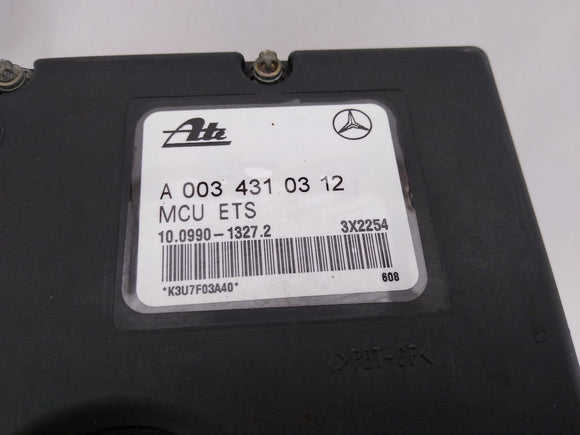 Ate
A 003 431 03 12
MCU ETS
10.0990-1327.2 3X2254
*K3U7F03A40* 608
>PBT-GF<